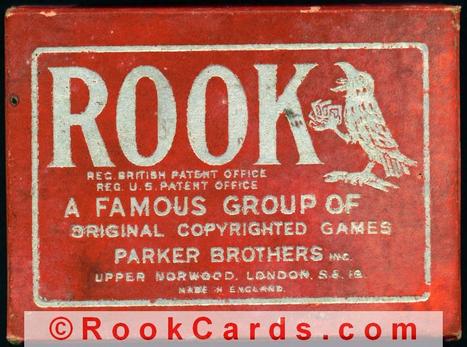 ROOK
REG. BRITISH PATENT OFFICE
REG. U.S. PATENT OFFICE
A FAMOUS GROUP OF
ORIGINAL COPYRIGHTED GAMES
PARKER BROTHERS INC.
UPPER NORWOOD, LONDON, S.E. 19.
MADE IN ENGLAND.
© RookCards.com